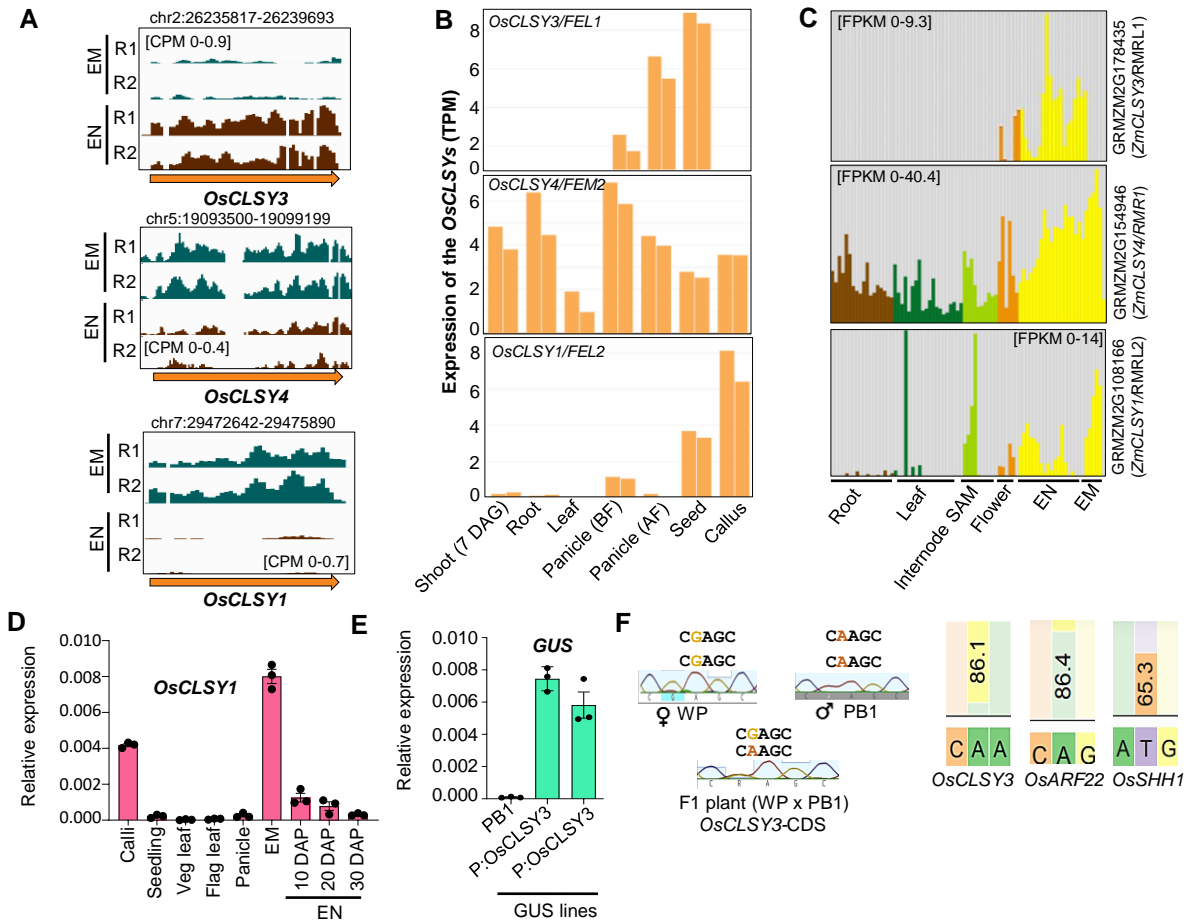 A
chr2:26235817-26239693
[CPM 0-0.9]
EM
R1
R2
EN
R1
R2
OsCLSY3
chr5:19093500-19099199
EM
R1
R2
EN
R1
R2
[CPM 0-0.4]
OsCLSY4
chr7:29472642-29475890
EM
R1
R2
EN
R1
R2
[CPM 0-0.7]
OsCLSY1
B
Expression of the OsCLSYs (TPM)
OsCLSY3/FEL1
8
6
4
2
0
OsCLSY4/FEM2
6
4
2
0
OsCLSY1/FEL2
8
6
4
2
0
Shoot (7 DAG)
Root
Leaf
Panicle (BF)
Panicle (AF)
Seed
Callus
C
[FPKM 0-9.3]
GRMZM2G178435
(ZmCLSY3/RMRL1)
[FPKM 0-40.4]
GRMZM2G154946
(ZmCLSY4/RMR1)
[FPKM 0-14]
GRMZM2G108166
(ZmCLSY1/RMRL2)
Root
Leaf
Internode
SAM
Flower
EN
EM
D
Relative expression
0.010
0.008
0.006
0.004
0.002
0.000
OsCLSY1
Calli
Seedling
Veg leaf
Flag leaf
Panicle
EM
10 DAP
20 DAP
30 DAP
EN
E
Relative expression
0.010
0.008
0.006
0.004
0.002
0.000
GUS
PB1
P:OsCLSY3
P:OsCLSY3
GUS lines
F
CGAGC
CGAGC
♀ WP
CAAGC
CAAGC
♂ PB1
CGAGC
CAAGC
C R A G C
F1 plant (WP x PB1)
OsCLSY3-CDS
86.1
C A A
OsCLSY3
86.4
C A G
OsARF22
65.3
A T G
OsSHH1